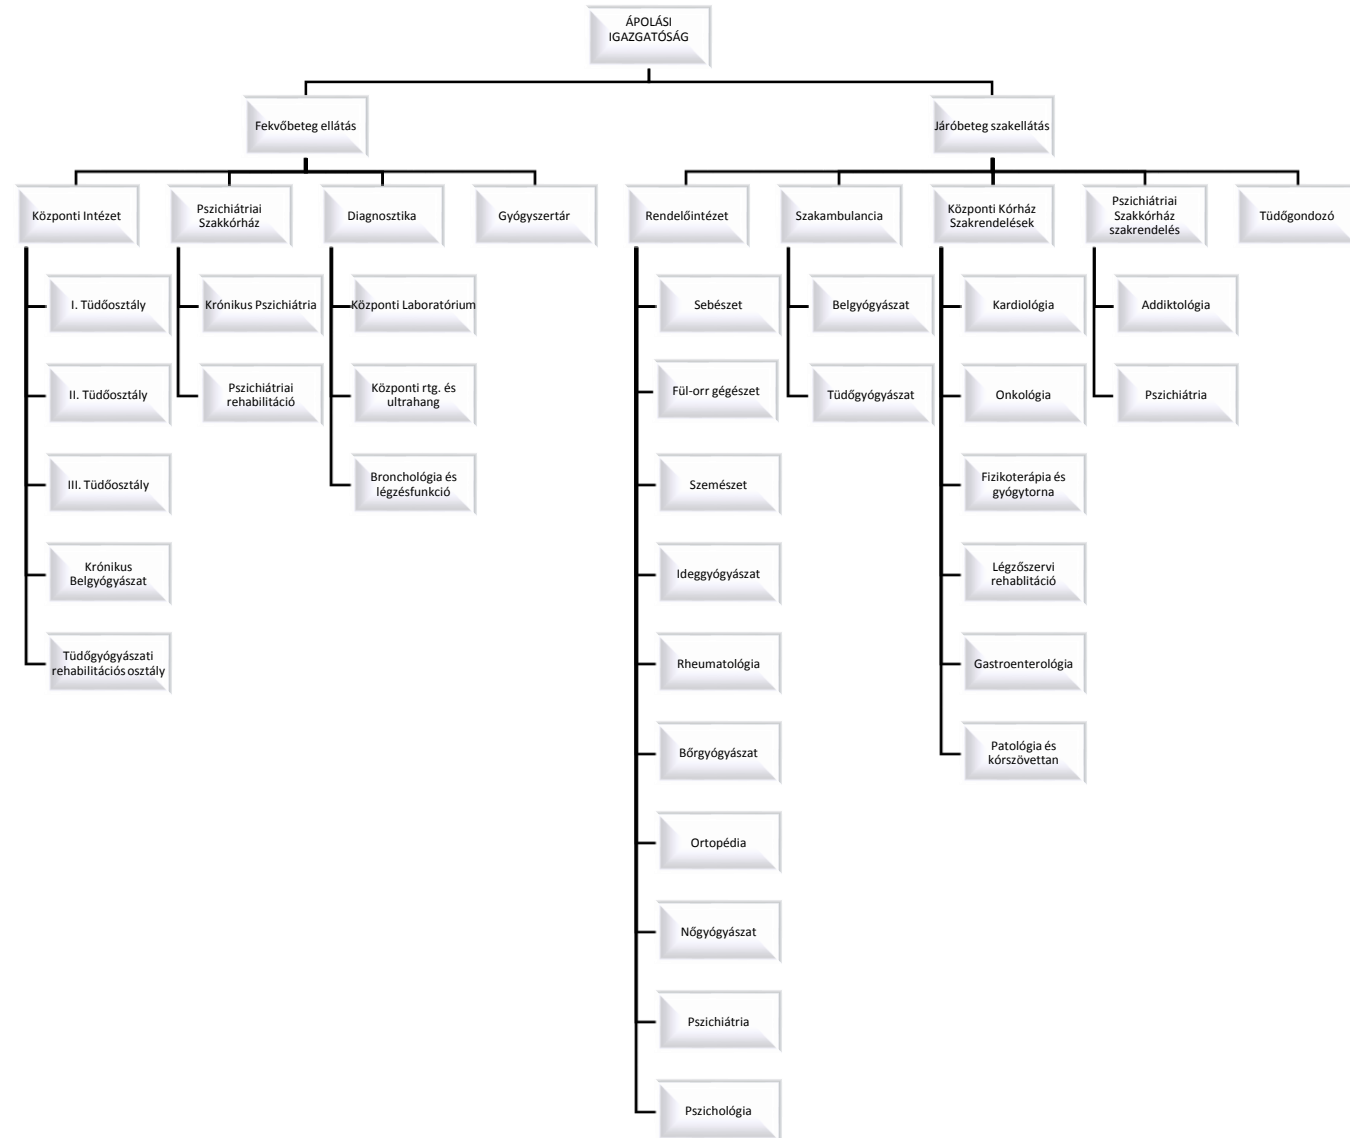 ÁPOLÁSI
IGAZGATÓSÁG
Fekvőbeteg ellátás
Járóbeteg szakellátás
Központi Intézet
Pszichiátriai
Szakkórház
Diagnosztika
Gyógyszertár
Rendelőintézet
Szakambulancia
Központi Kórház
Szakrendelések
Pszichiátriai
Szakkórház
szakrendelés
Tüdőgondozó
I. Tüdőosztály
II. Tüdőosztály
III. Tüdőosztály
Krónikus
Belgyógyászat
Tüdőgyógyászati
rehabilitációs osztály
Krónikus Pszichiátria
Pszichiátriai
rehabilitáció
Központi Laboratórium
Központi rtg. és
ultrahang
Bronchológia és
légzésfunkció
Sebészet
Fül-orr gégészet
Szemészet
Ideggyógyászat
Rheumatológia
Bőrgyógyászat
Ortopédia
Nőgyógyászat
Pszichiátria
Pszichológia
Belgyógyászat
Tüdőgyógyászat
Kardiológia
Onkológia
Fizikoterápia és
gyógytorna
Légzőszervi
rehablitáció
Gastroenterológia
Patológia és
kórszövettan
Addiktológia
Pszichiátria